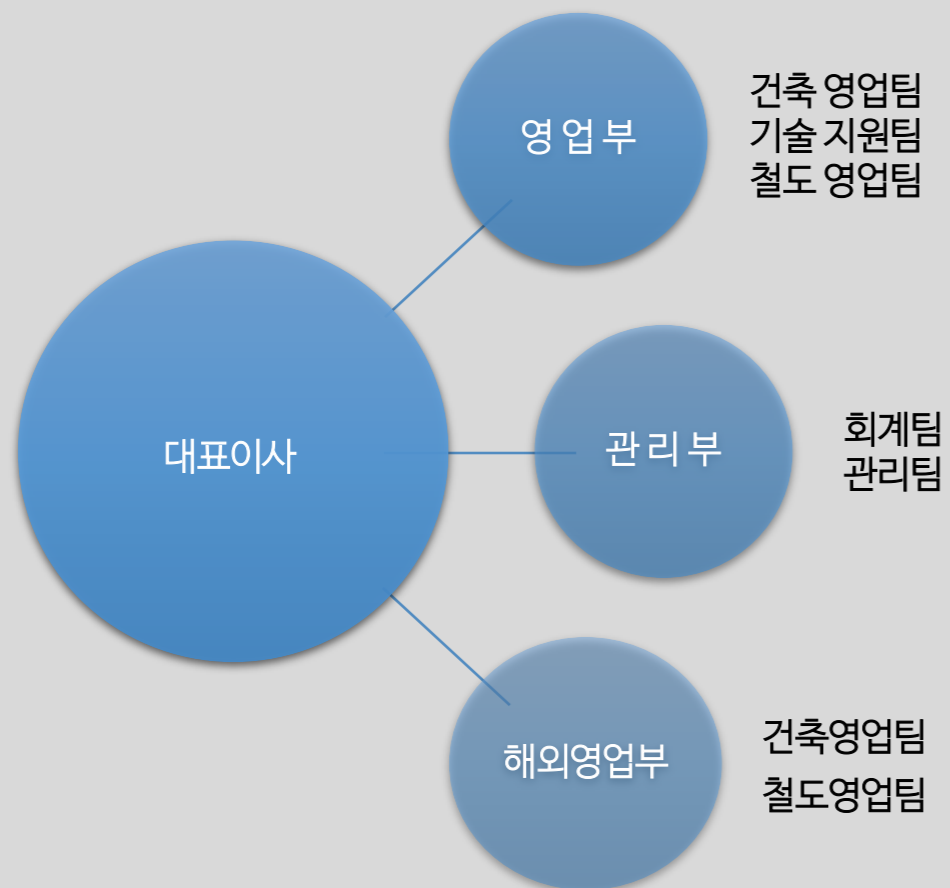 영업부
건축 영업팀
기술 지원팀
철도 영업팀
대표이사
관리부
회계팀
관리팀
해외영업부
건축영업팀
철도영업팀